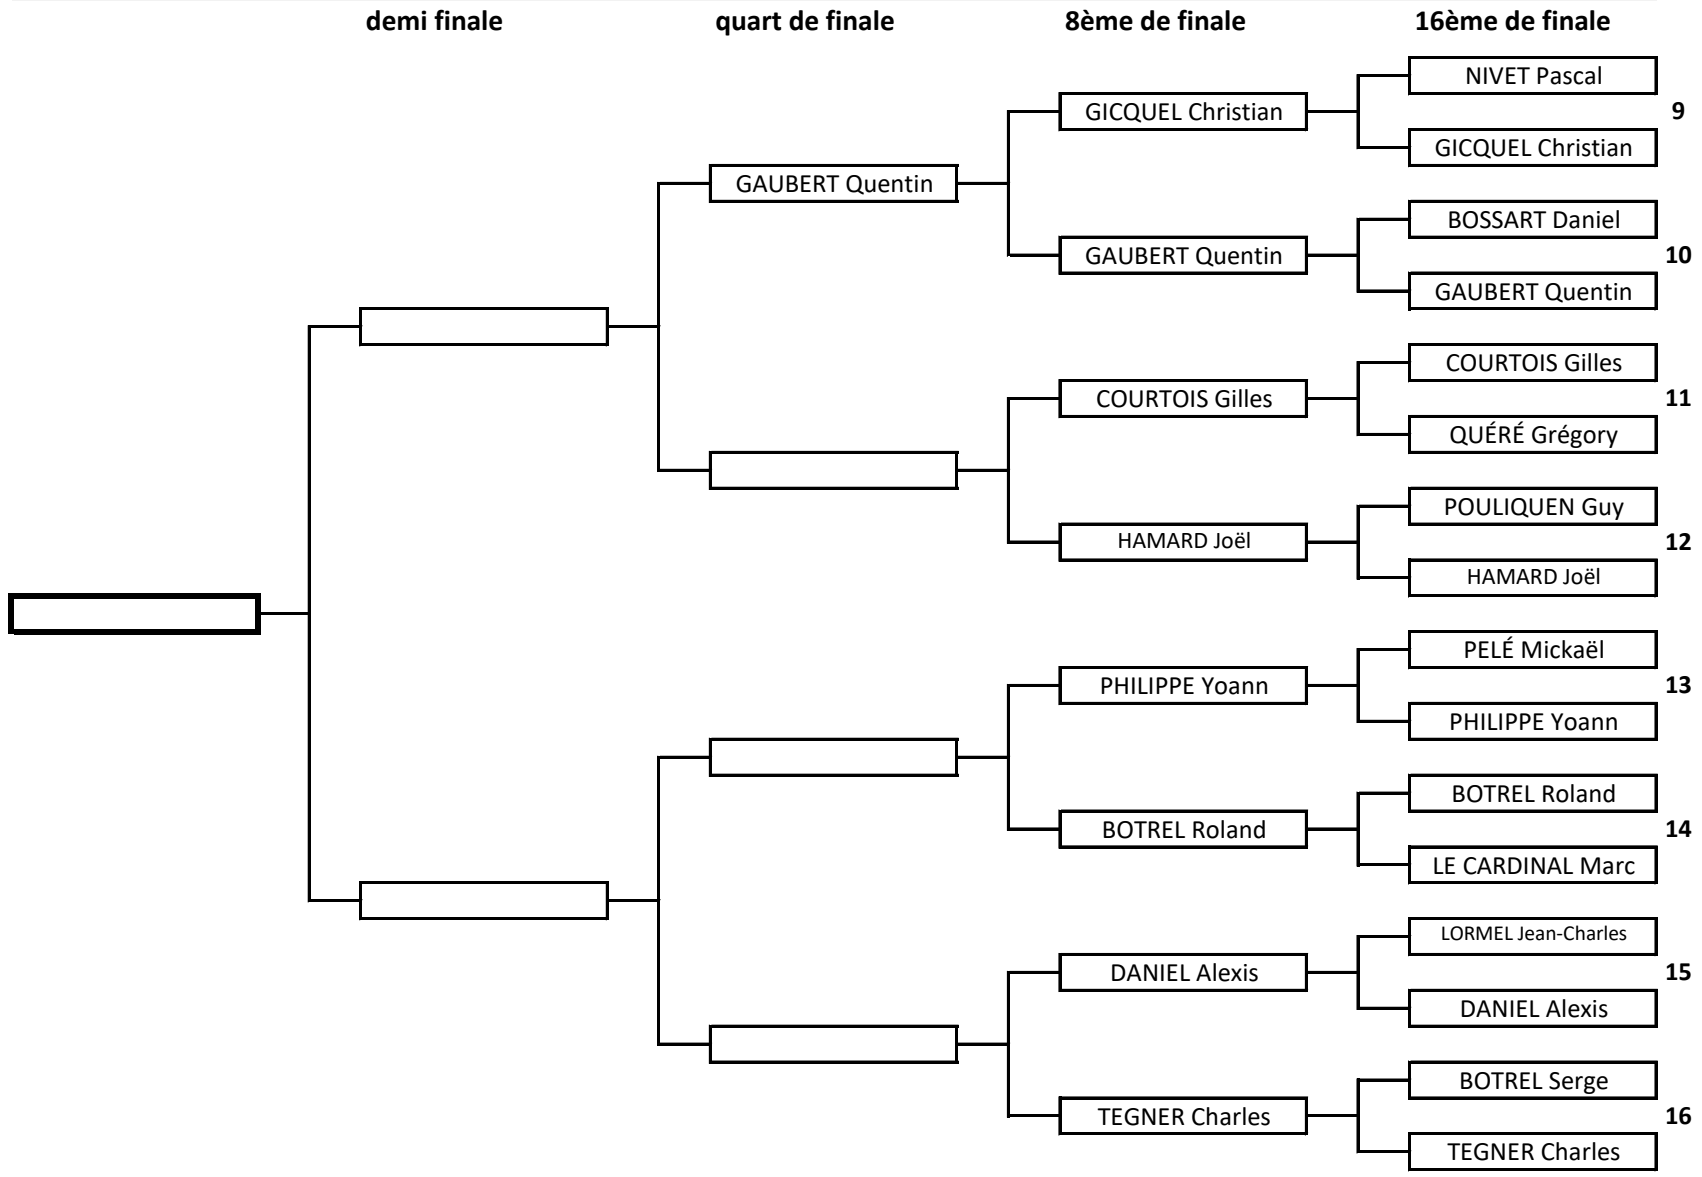 demi finale
quart de finale
8ème de finale
16ème de finale
NIVET Pascal
GICQUEL Christian
9
GICQUEL Christian
GAUBERT Quentin
BOSSART Daniel
GAUBERT Quentin
10
GAUBERT Quentin
COURTOIS Gilles
COURTOIS Gilles
11
QUÉRÉ Grégory
POULIQUEN Guy
HAMARD Joël
12
HAMARD Joël
PELÉ Mickaël
PHILIPPE Yoann
13
PHILIPPE Yoann
BOTREL Roland
BOTREL Roland
14
LE CARDINAL Marc
LORMEL Jean-Charles
DANIEL Alexis
15
DANIEL Alexis
BOTREL Serge
TEGNER Charles
16
TEGNER Charles